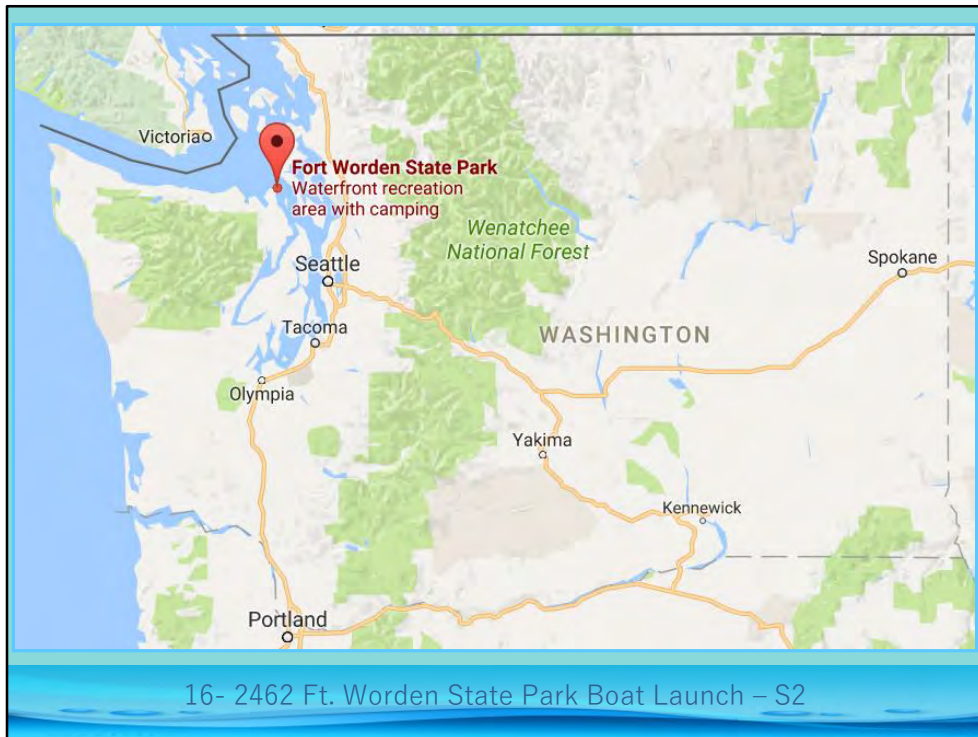 Victoria
Fort Worden State Park
Waterfront recreation
area with camping
Wenatchee
National Forest
Seattle
Spokane
Tacoma
WASHINGTON
Olympia
Yakima
Kennewick
Portland
16- 2462 Ft. Worden State Park Boat Launch – S2